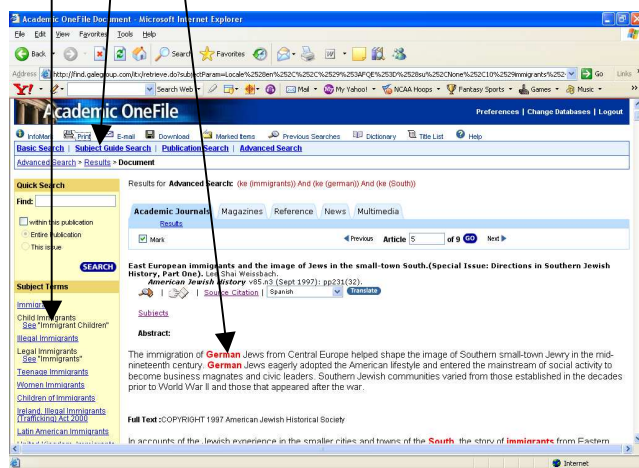 Academic OneFile Document - Microsoft Internet Explorer
File Edit View Favorites Tools Help
Back Search Favorites
Address http://find.galegroup.com/itx/retrieve.do?subjectParam=Locale%2528en%252C%252C%2529%253AFQE%253D%2528su%252CNone%252C10%2529immigrants%252 Go Links
Y! Search Web Mail My Yahoo! NCAA Hoops Fantasy Sports Games Music
Academic OneFile Preferences | Change Databases | Logout
InfoMark Print E-mail Download Marked Items Previous Searches Dictionary Title List Help
Basic Search | Subject Guide Search | Publication Search | Advanced Search
Advanced Search > Results > Document
Quick Search
Find:
within this publication
Entire Publication
This issue
SEARCH
Subject Terms
Child Immigrants
See "Immigrant Children"
Illegal Immigrants
Legal Immigrants
See "Immigrants"
Teenage Immigrants
Women Immigrants
Children of Immigrants
Ireland. Illegal Immigrants
(Trafficking) Act 2000
Latin American Immigrants
United Kingdom. Immigrants
Results for Advanced Search: (ke (immigrants)) And (ke (german)) And (ke (South))
Academic Journals Magazines Reference News Multimedia
Results
Mark Previous Article 5 of 9 GO Next
East European immigrants and the image of Jews in the small-town South.(Special Issue: Directions in Southern Jewish
History, Part One). Lee Shai Weissbach.
American Jewish History v85.n3 (Sept 1997): pp231(32).
| | Source Citation | Spanish Translate
Subjects
Abstract:
The immigration of German Jews from Central Europe helped shape the image of Southern small-town Jewry in the mid-
nineteenth century. German Jews eagerly adopted the American lifestyle and entered the mainstream of social activity to
become business magnates and civic leaders. Southern Jewish communities varied from those established in the decades
prior to World War II and those that appeared after the war.
Full Text :COPYRIGHT 1997 American Jewish Historical Society
In accounts of the Jewish experience in the smaller cities and towns of the South, the story of immigrants from Eastern
Internet